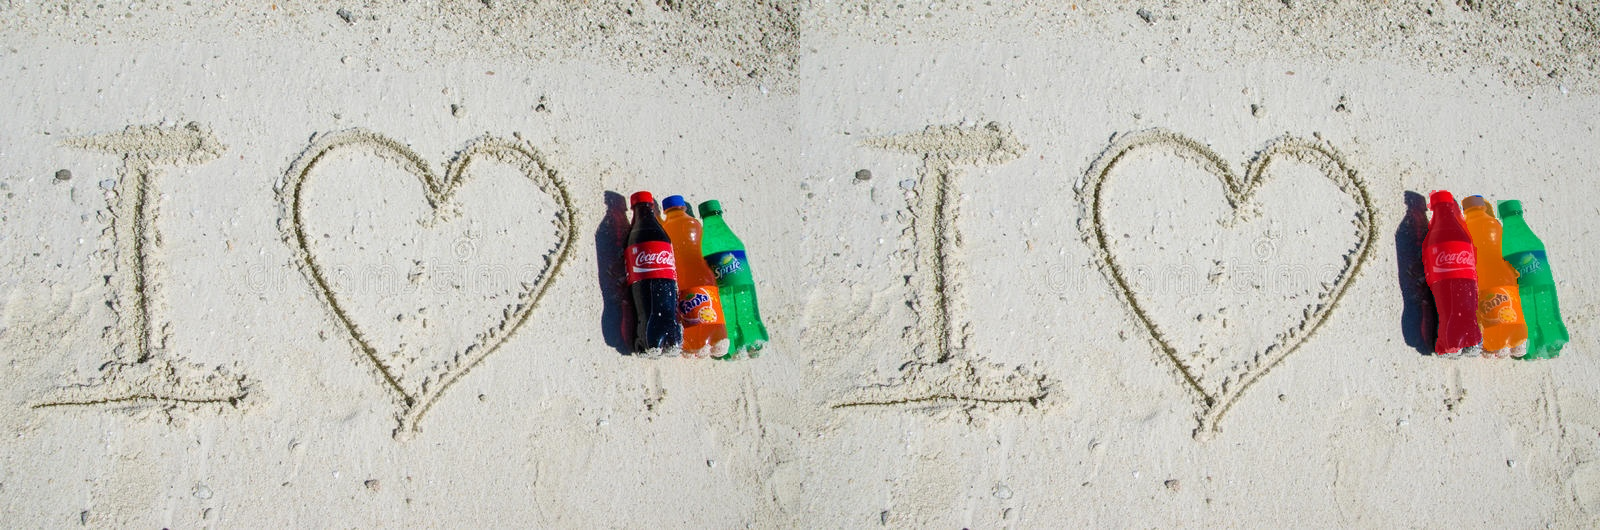 I
Coca-Cola
Fanta
Sprite
I
Coca-Cola
Fanta
Sprite